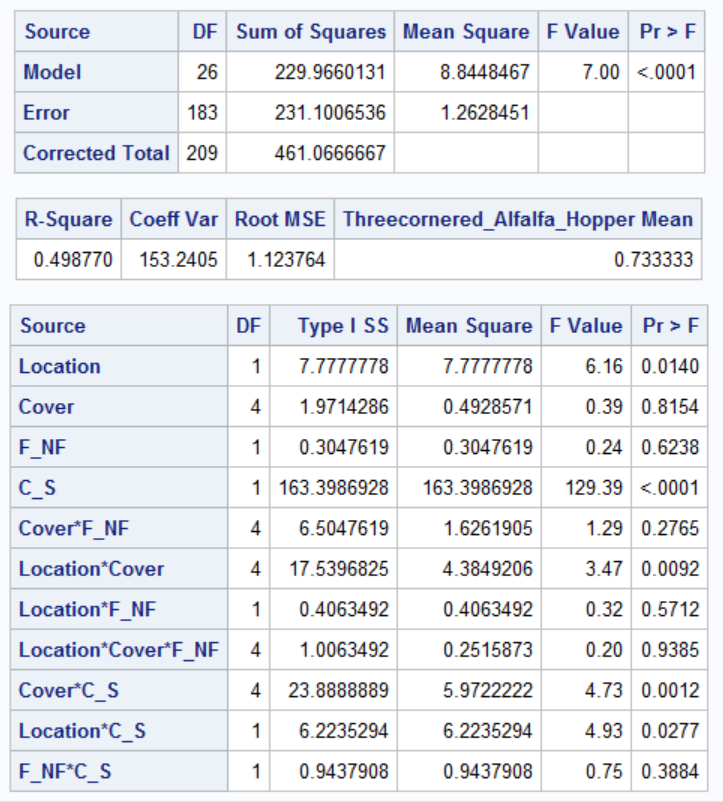 Source DF Sum of Squares Mean Square F Value Pr > F
Model 26 229.9660131 8.8448467 7.00 <.0001
Error 183 231.1006536 1.2628451
Corrected Total 209 461.0666667
R-Square Coeff Var Root MSE Threecornered_Alfalfa_Hopper Mean
0.498770 153.2405 1.123764 0.733333
Source DF Type I SS Mean Square F Value Pr > F
Location 1 7.7777778 7.7777778 6.16 0.0140
Cover 4 1.9714286 0.4928571 0.39 0.8154
F_NF 1 0.3047619 0.3047619 0.24 0.6238
C_S 1 163.3986928 163.3986928 129.39 <.0001
Cover*F_NF 4 6.5047619 1.6261905 1.29 0.2765
Location*Cover 4 17.5396825 4.3849206 3.47 0.0092
Location*F_NF 1 0.4063492 0.4063492 0.32 0.5712
Location*Cover*F_NF 4 1.0063492 0.2515873 0.20 0.9385
Cover*C_S 4 23.8888889 5.9722222 4.73 0.0012
Location*C_S 1 6.2235294 6.2235294 4.93 0.0277
F_NF*C_S 1 0.9437908 0.9437908 0.75 0.3884